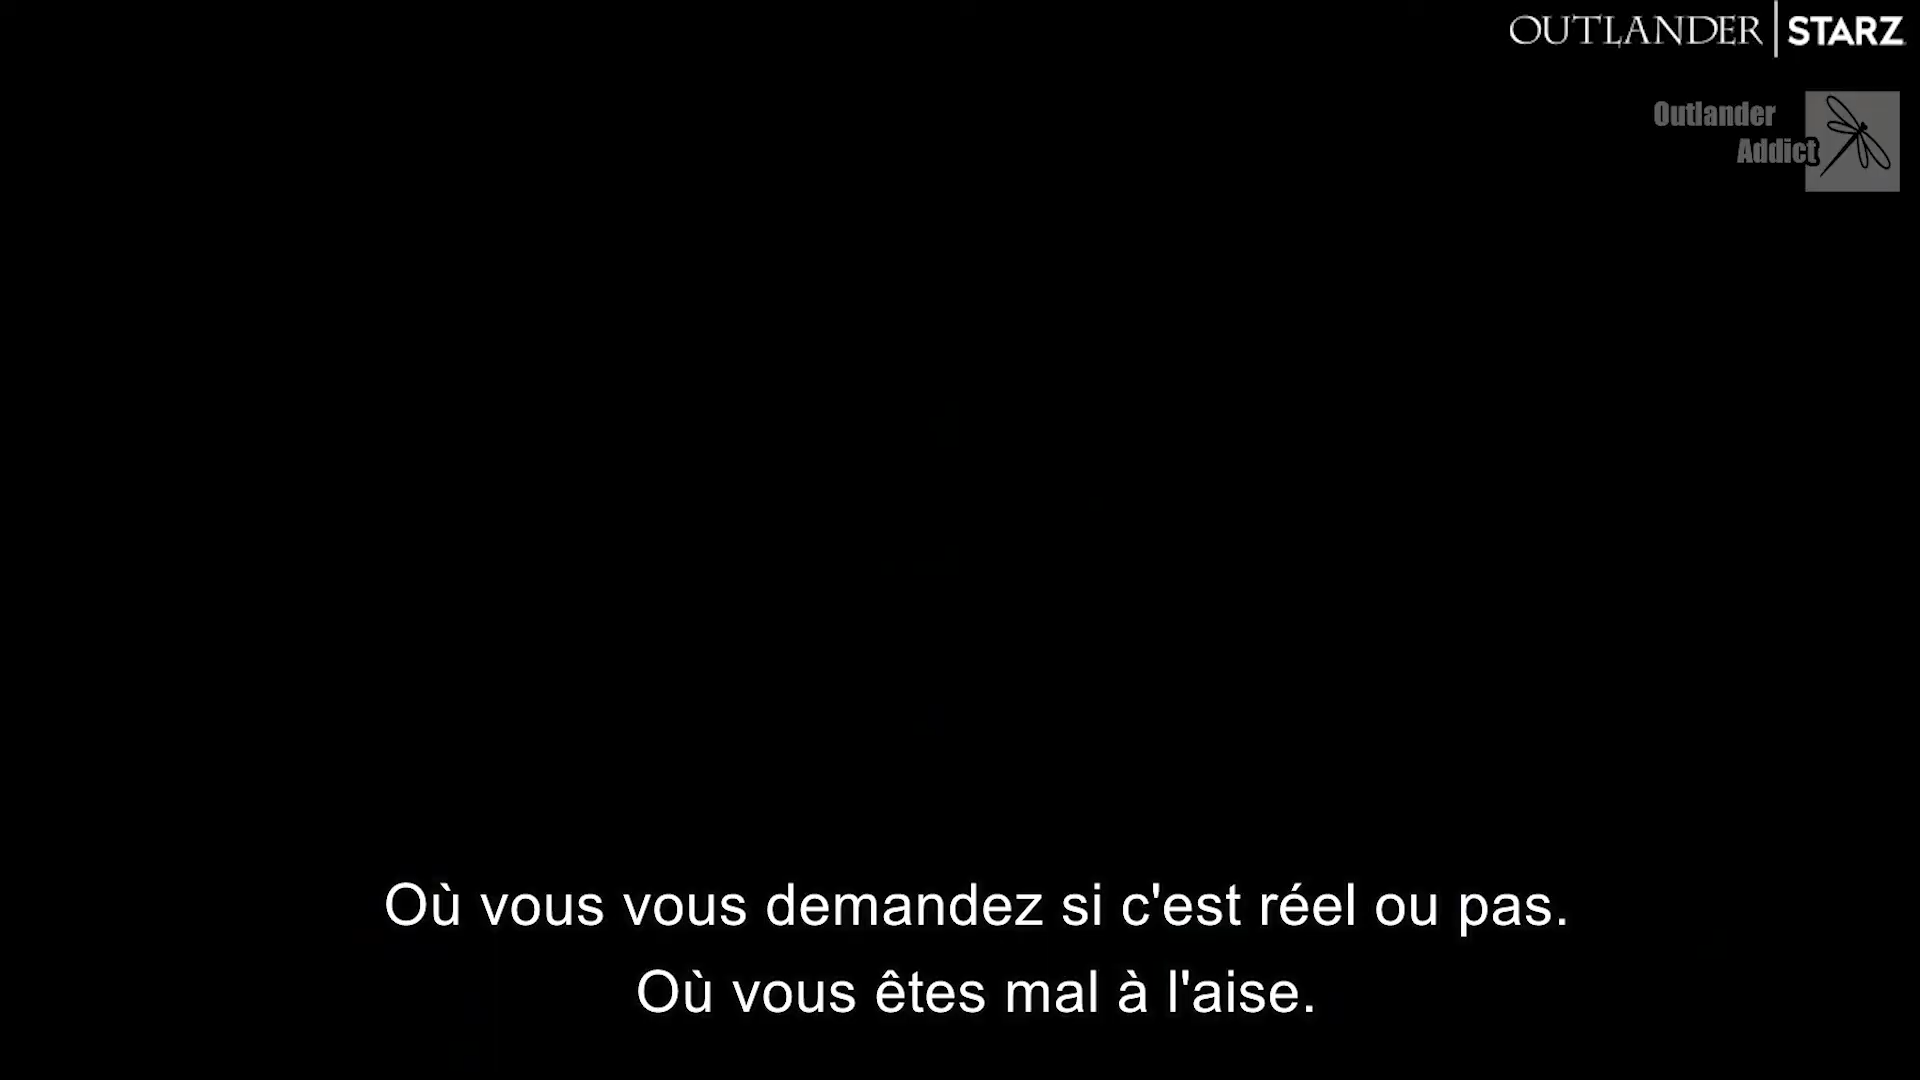 OUTLANDER | STARZ
Outlander
Addict
Où vous vous demandez si c'est réel ou pas.
Où vous êtes mal à l'aise.